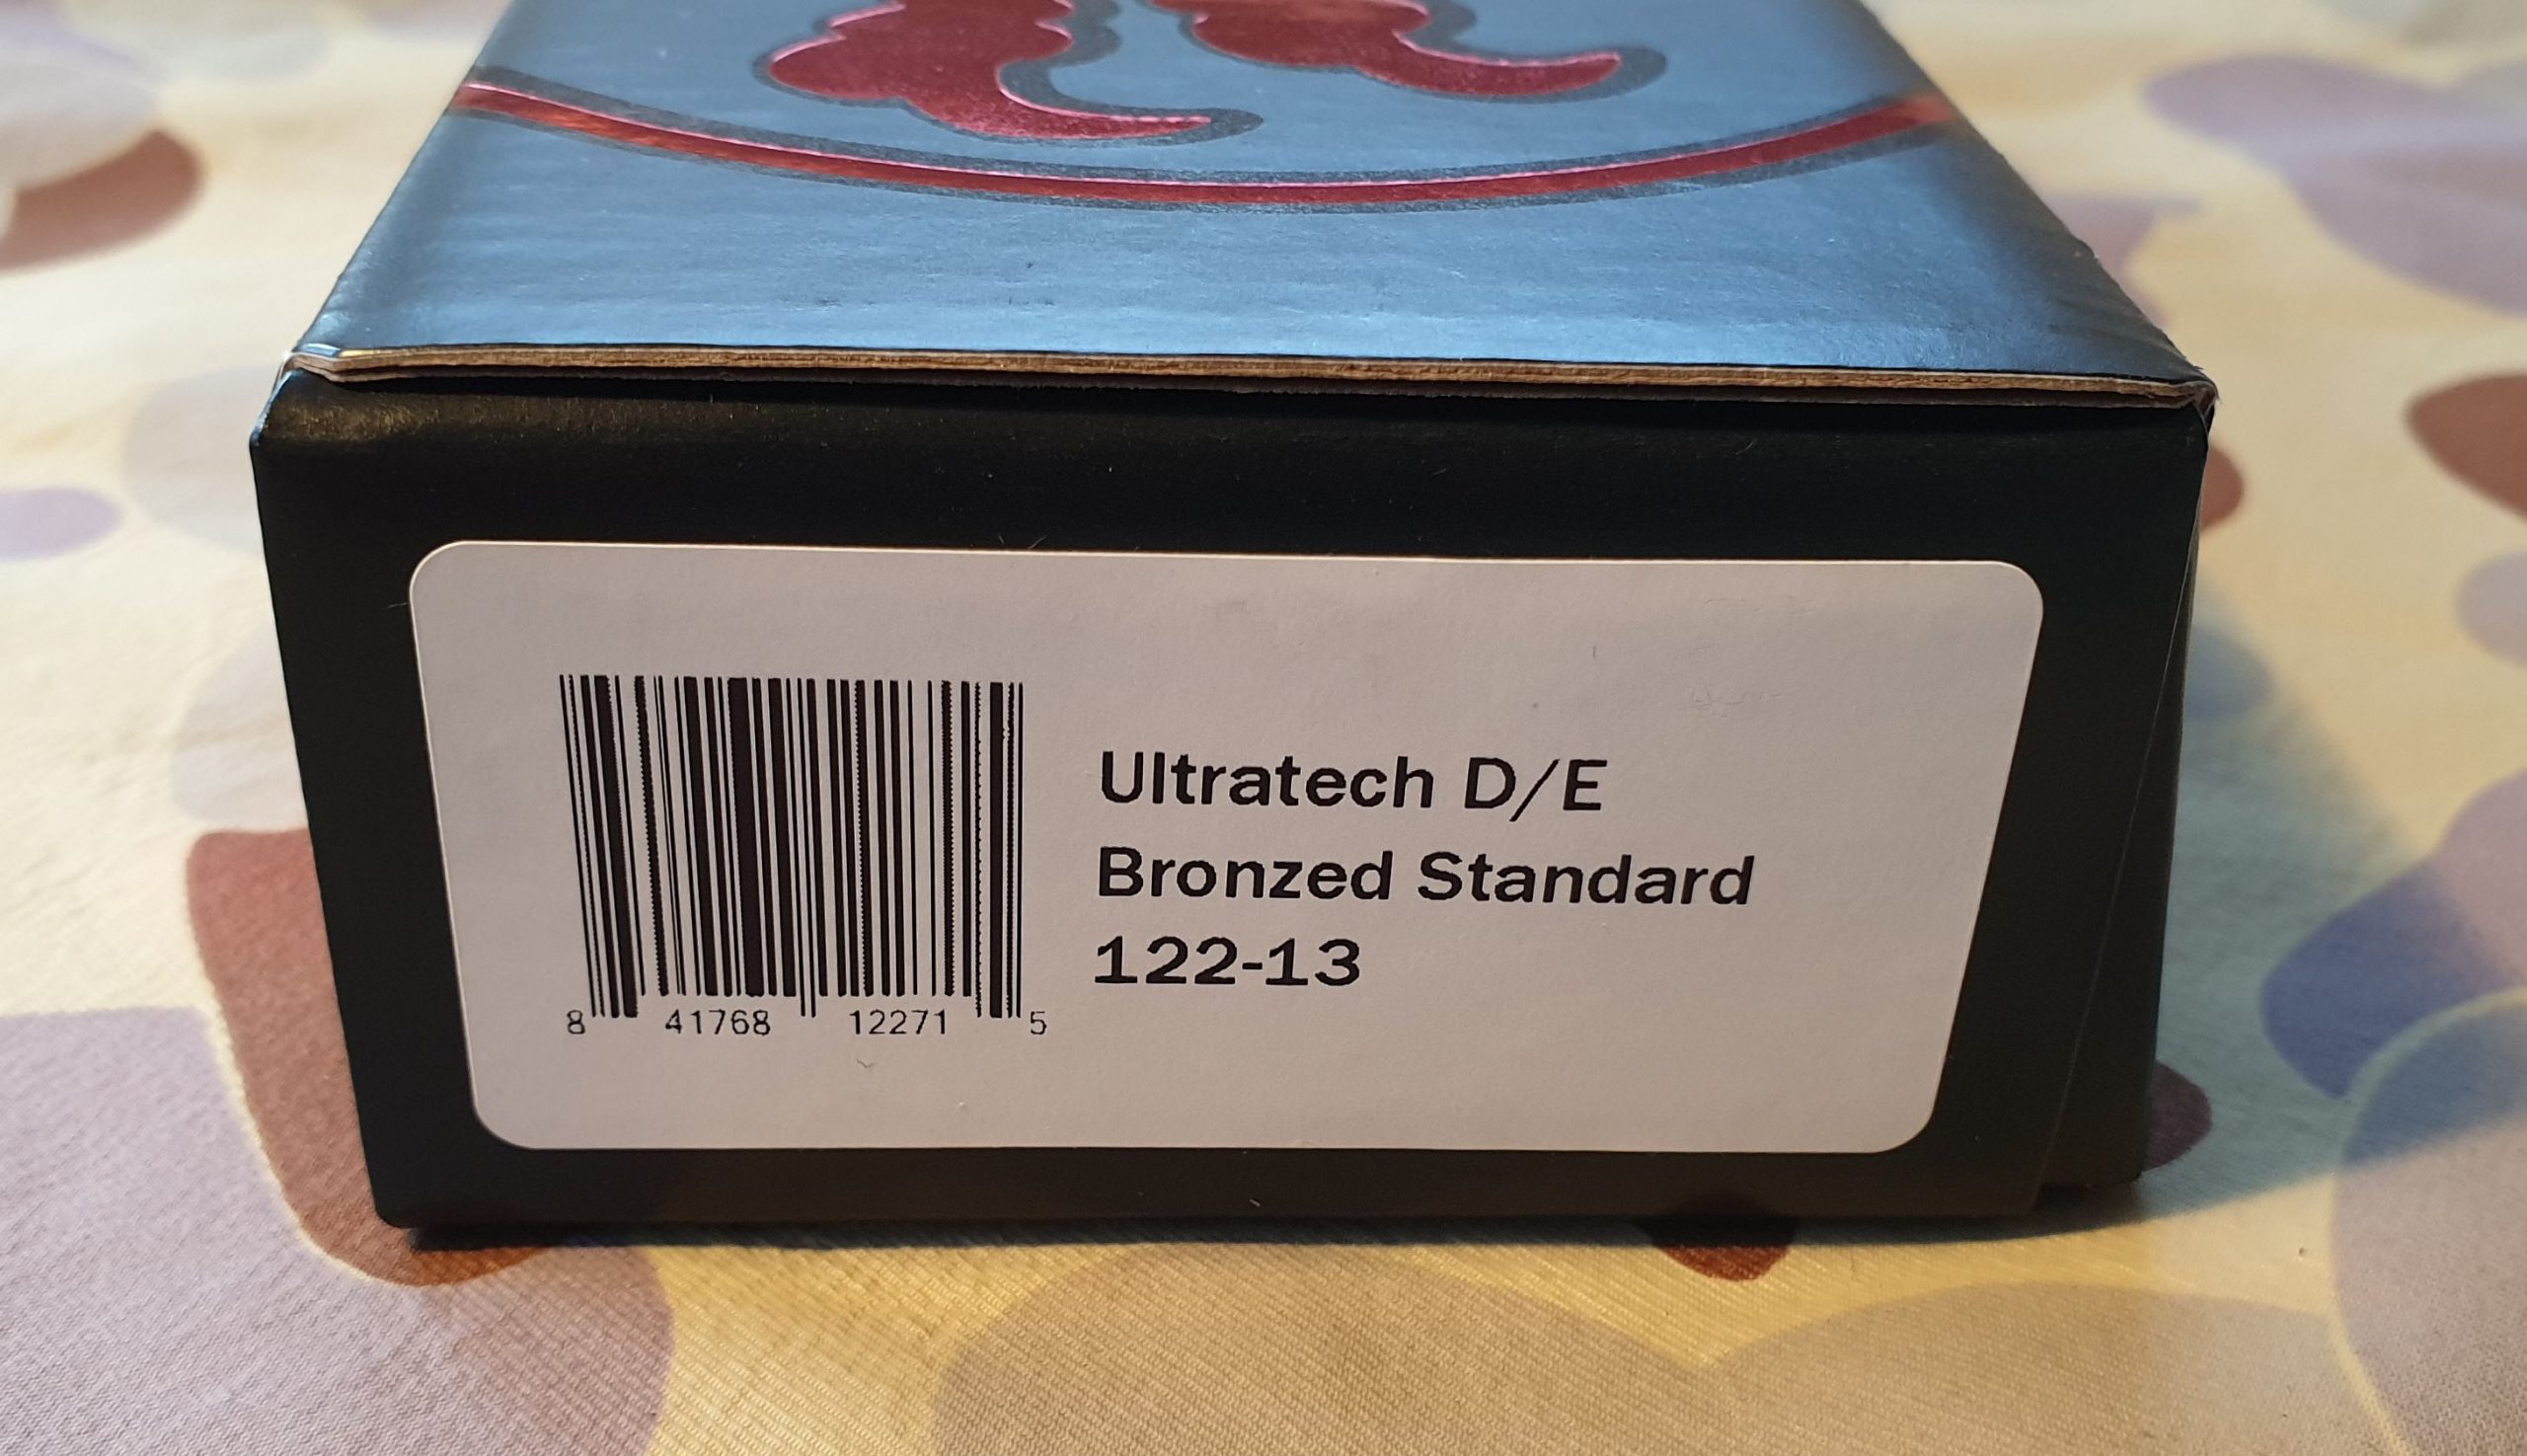 Ultratech D/E
Bronzed Standard
122-13
8 41768 12271 5